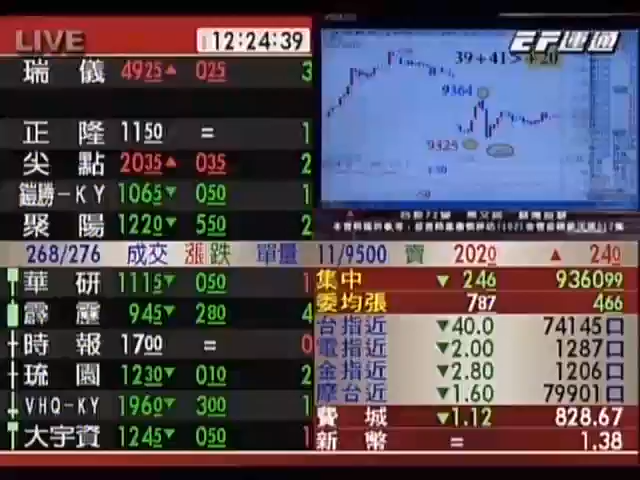 LIVE
12:24:39
EF運通
瑞儀 4925▲ 025 3
39+41>+20
9364
正隆 1150 = 1
尖點 2035▲ 035 2
9325
鎧勝-KY 1065▼ 050 1
聚陽 1220▼ 550 2
268/276 成交 漲跌 單量 11/9500 賣 2020 ▲ 240
華研 1115▼ 050 1
集中 ▼ 246 936099
霹靂 945▼ 280 4
委均張 787 466
台指近 ▼40.0 74145口
時報 1700 = 0
電指近 ▼2.00 1287口
琉園 1230▼ 010 2
金指近 ▼2.80 1206口
VHQ-KY 1960▼ 300 1
摩台近 ▼1.60 79901口
費城 ▼1.12 828.67
大宇資 1245▼ 050 1
新幣 = 1.38